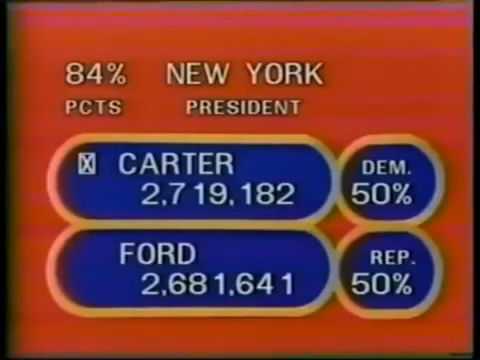 84% NEW YORK
PCTS PRESIDENT
☒ CARTER DEM.
2,719,182 50%
FORD REP.
2,681,641 50%